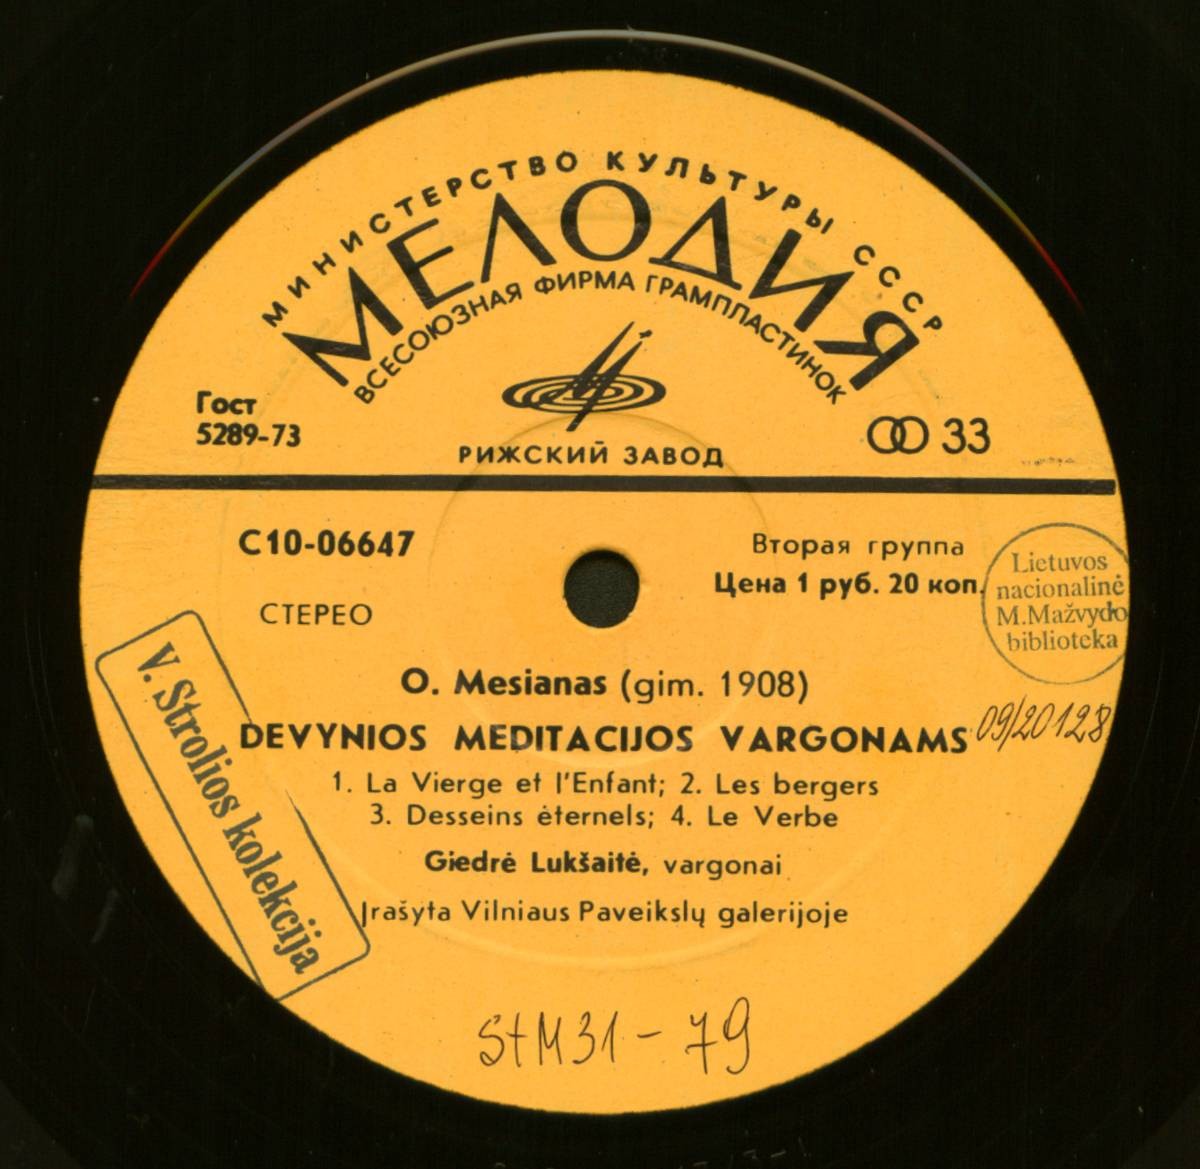 МИНИСТЕРСТВО КУЛЬТУРЫ СССР
МЕЛОДИЯ
ВСЕСОЮЗНАЯ ФИРМА ГРАМПЛАСТИНОК
Гост
5289-73
33
РИЖСКИЙ ЗАВОД
С10-06647
СТЕРЕО
Вторая группа
Цена 1 руб. 20 коп.
Lietuvos
nacionalinė
M.Mažvydo
biblioteka
V. Strolios kolekcija
O. Mesianas (gim. 1908)
DEVYNIOS MEDITACIJOS VARGONAMS
09/20128
1. La Vierge et l'Enfant; 2. Les bergers
3. Desseins ėternels; 4. Le Verbe
Giedrė Lukšaitė, vargonai
Įrašyta Vilniaus Paveikslų galerijoje
StM31-79